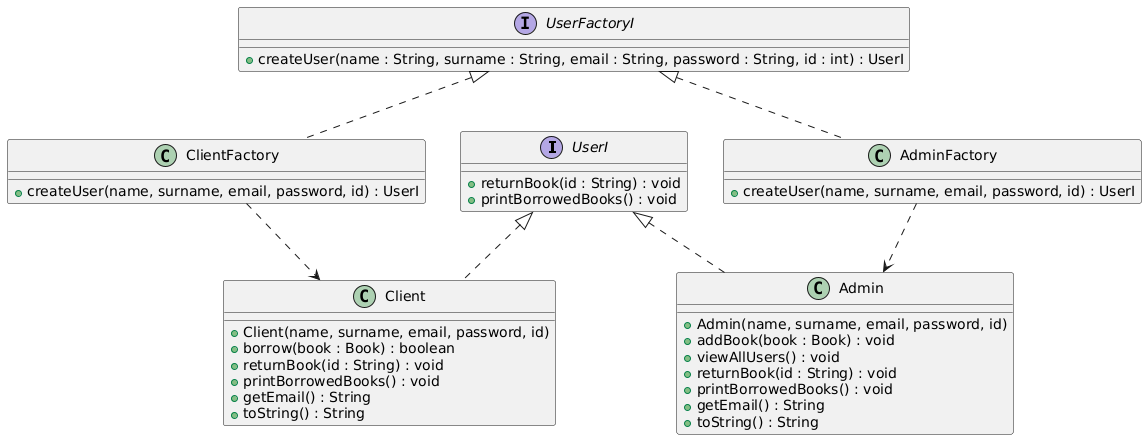 I UserFactoryI
createUser(name : String, surname : String, email : String, password : String, id : int) : UserI
C ClientFactory
createUser(name, surname, email, password, id) : UserI
I UserI
returnBook(id : String) : void
printBorrowedBooks() : void
C AdminFactory
createUser(name, surname, email, password, id) : UserI
C Client
Client(name, surname, email, password, id)
borrow(book : Book) : boolean
returnBook(id : String) : void
printBorrowedBooks() : void
getEmail() : String
toString() : String
C Admin
Admin(name, surname, email, password, id)
addBook(book : Book) : void
viewAllUsers() : void
returnBook(id : String) : void
printBorrowedBooks() : void
getEmail() : String
toString() : String